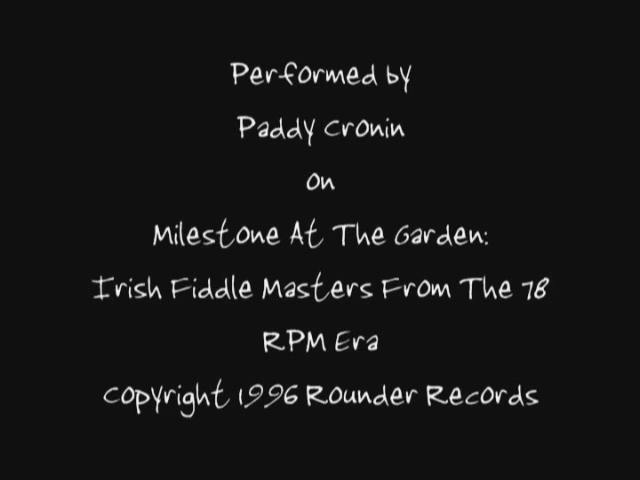 Performed by
Paddy Cronin
on
Milestone At The Garden:
Irish Fiddle Masters From The 78
RPM Era
Copyright 1996 Rounder Records